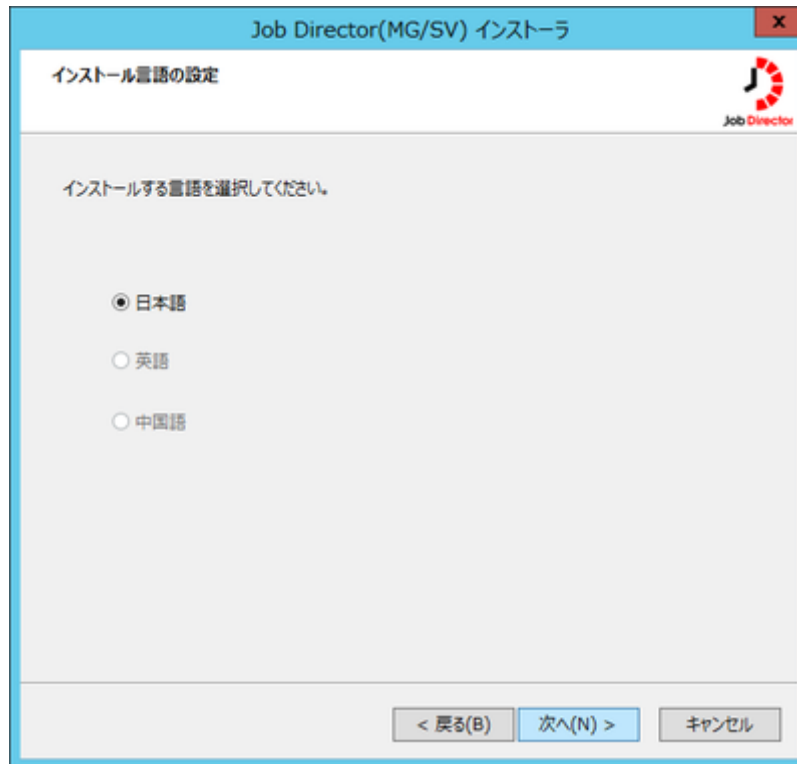 Job Director(MG/SV) インストーラ
x
インストール言語の設定
Job Director
インストールする言語を選択してください。
日本語
英語
中国語
< 戻る(B)
次へ(N) >
キャンセル